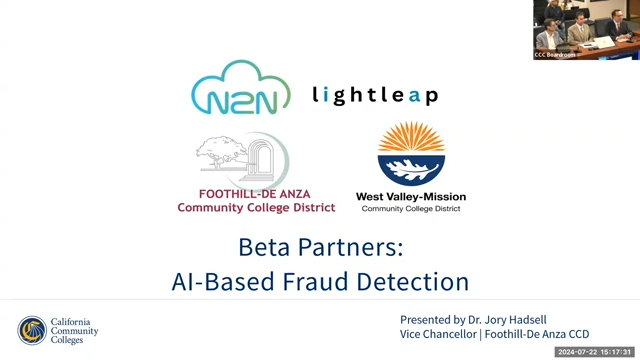 CCC Boardroom
N2N
lightleap
FOOTHILL-DE ANZA
Community College District
West Valley-Mission
Community College District
Beta Partners:
AI-Based Fraud Detection
California
Community
Colleges
Presented by Dr. Jory Hadsell
Vice Chancellor | Foothill-De Anza CCD
2024-07-22 15:17:31